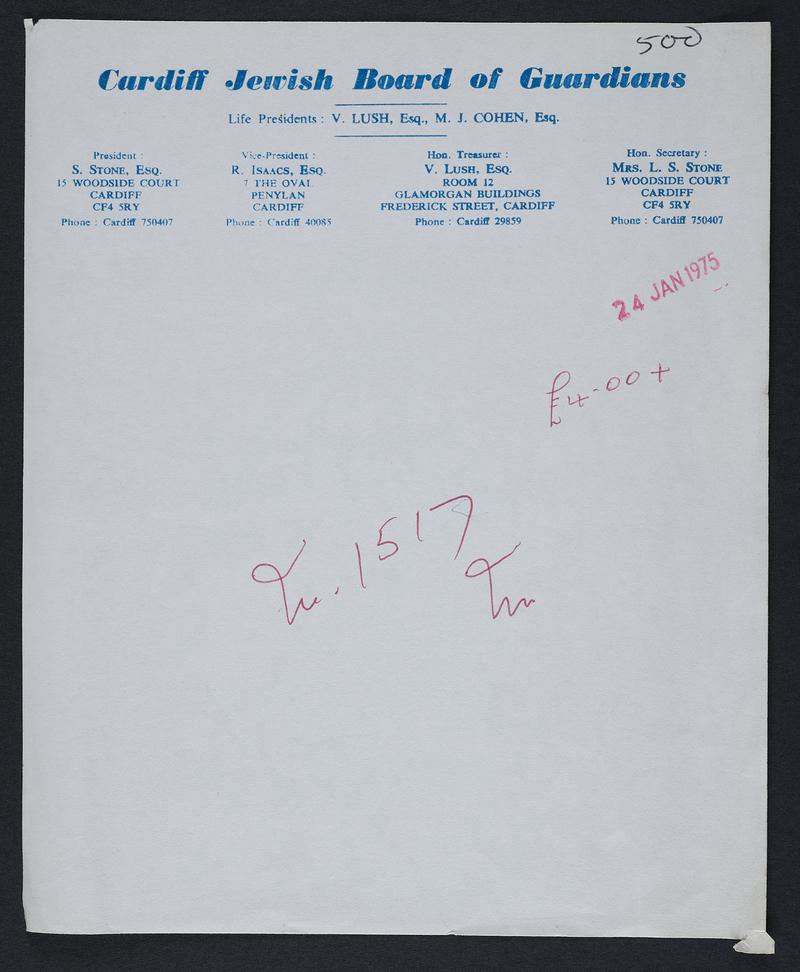 500
Cardiff Jewish Board of Guardians
Life Presidents : V. LUSH, Esq., M. J. COHEN, Esq.
President :
S. STONE, ESQ.
15 WOODSIDE COURT
CARDIFF
CF4 5RY
Phone : Cardiff 750407
Vice-President :
R. ISAACS, ESQ.
7 THE OVAL
PENYLAN
CARDIFF
Phone : Cardiff 40085
Hon. Treasurer :
V. LUSH, ESQ.
ROOM 12
GLAMORGAN BUILDINGS
FREDERICK STREET, CARDIFF
Phone : Cardiff 29859
Hon. Secretary :
MRS. L. S. STONE
15 WOODSIDE COURT
CARDIFF
CF4 5RY
Phone : Cardiff 750407
24 JAN 1975
£4-00 +
1517